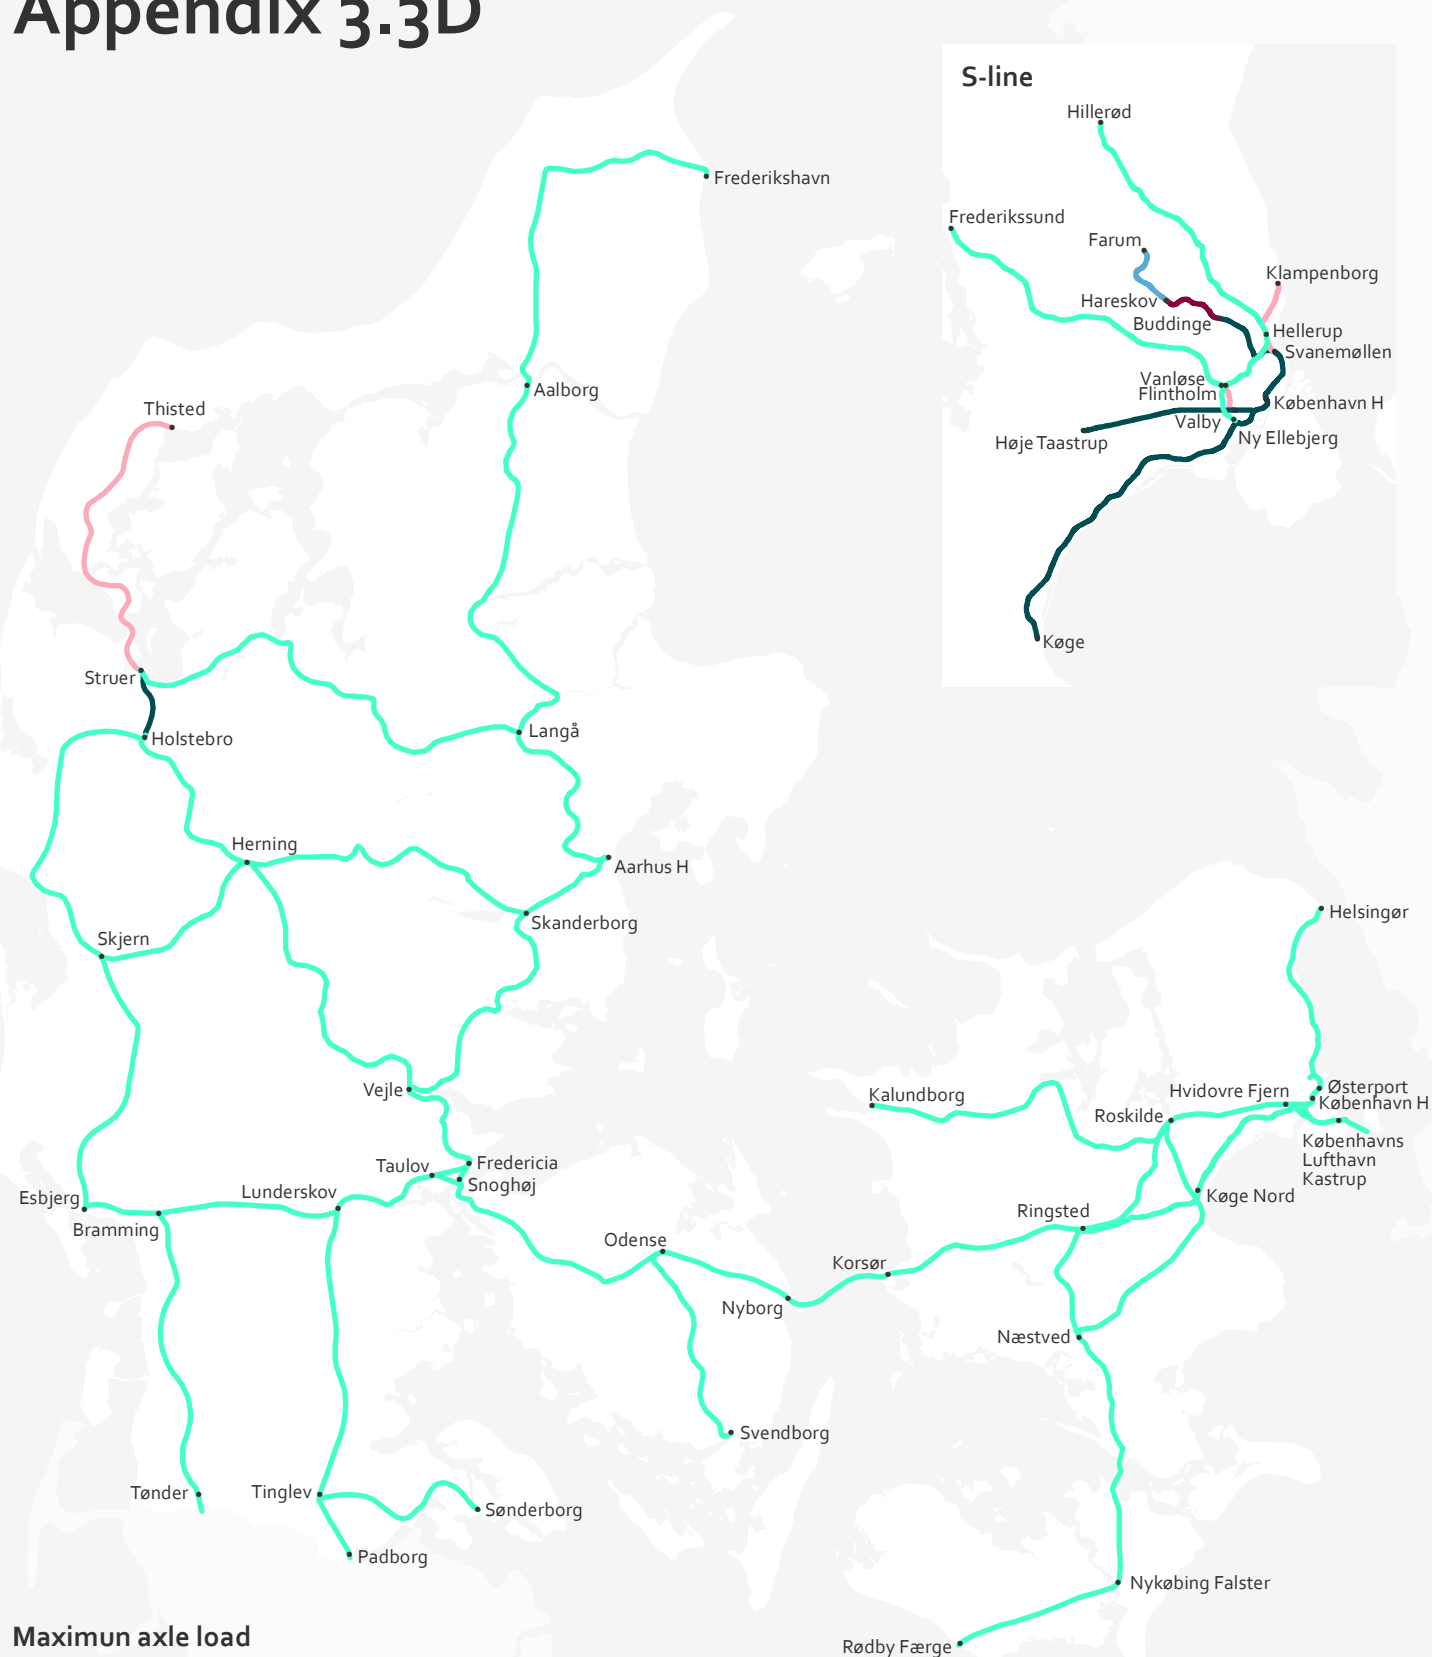 Appendix 3.3D
S-line
Hillerød
Frederikshavn
Frederikssund
Farum
Klampenborg
Hareskov
Buddinge
Hellerup
Svanemøllen
Vanløse
Flintholm
København H
Valby
Høje Taastrup
Ny Ellebjerg
Køge
Aalborg
Thisted
Struer
Holstebro
Langå
Herning
Aarhus H
Skanderborg
Skjern
Helsingør
Vejle
Kalundborg
Hvidovre Fjern
Østerport
København H
Roskilde
Københavns
Lufthavn
Kastrup
Taulov
Fredericia
Snoghøj
Esbjerg
Lunderskov
Bramming
Køge Nord
Ringsted
Odense
Korsør
Nyborg
Næstved
Svendborg
Tønder
Tinglev
Sønderborg
Padborg
Nykøbing Falster
Rødby Færge
Maximun axle load